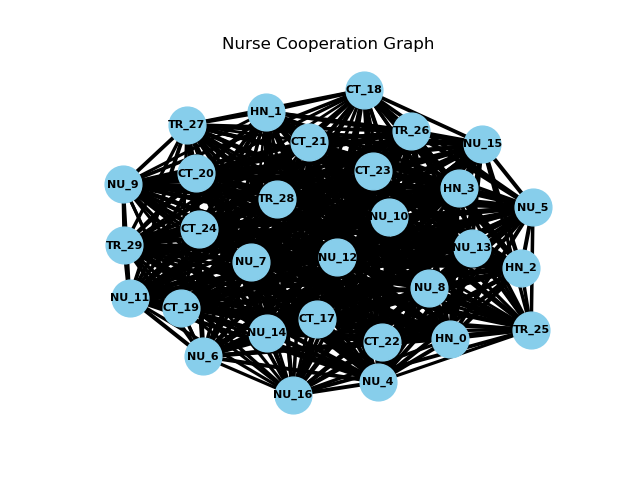 Nurse Cooperation Graph
CT_18
HN_1
TR_27
TR_26
CT_21
NU_15
CT_23
CT_20
NU_9
HN_3
TR_28
NU_5
NU_10
CT_24
TR_29
NU_13
NU_12
NU_7
HN_2
NU_8
NU_11
CT_19
CT_17
TR_25
NU_14
HN_0
CT_22
NU_6
NU_4
NU_16